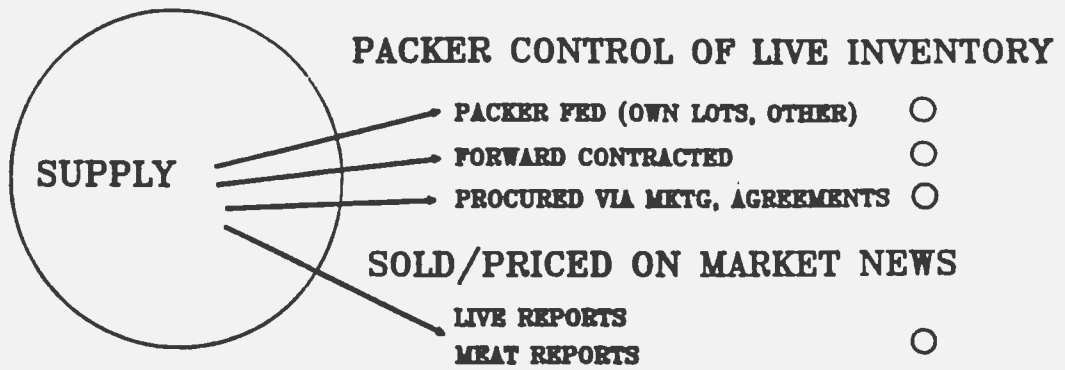 PACKER CONTROL OF LIVE INVENTORY
PACKER FED (OWN LOTS, OTHER)
SUPPLY
FORWARD CONTRACTED
PROCURED VIA MKTG, AGREEMENTS
SOLD/PRICED ON MARKET NEWS
LIVE REPORTS
MEAT REPORTS